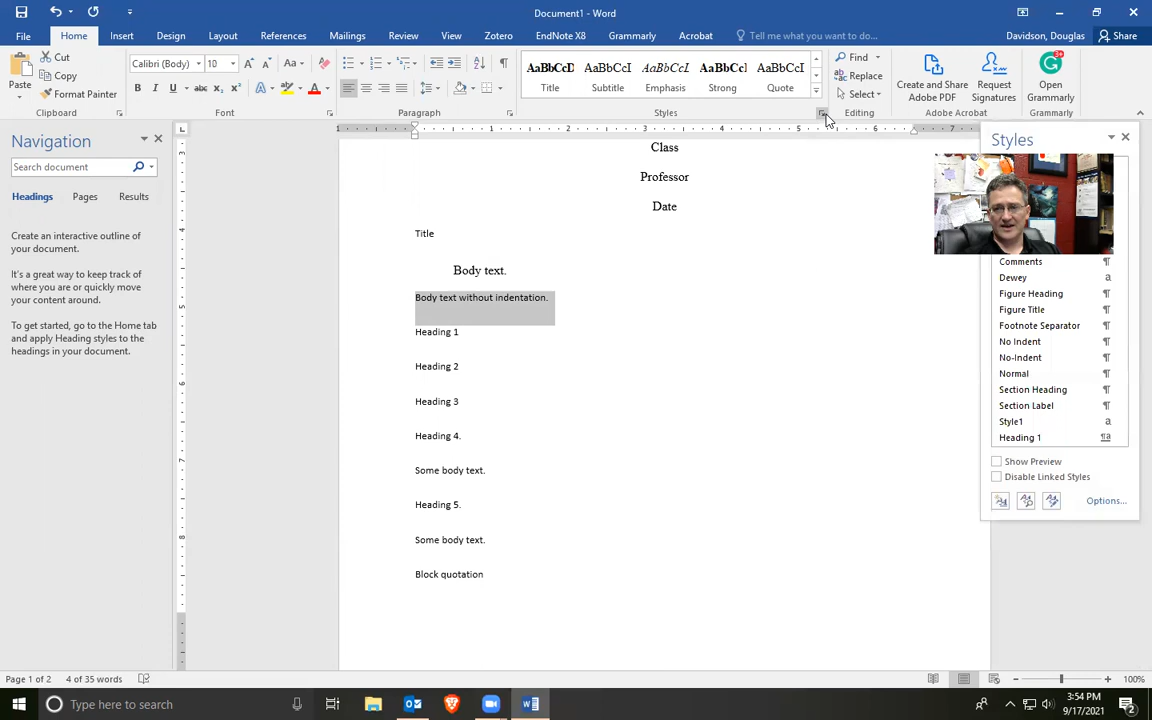 Document1 - Word
File Home Insert Design Layout References Mailings Review View Zotero EndNote X8 Grammarly Acrobat Tell me what you want to do... Davidson, Douglas Share
Paste Cut Copy Format Painter
Calibri (Body) 10
AaBbCcD AaBbCcI AaBbCcI AaBbCcI AaBbCcI
Title Subtitle Emphasis Strong Quote
Find
Replace
Select
Create and Share Adobe PDF
Request Signatures
Open Grammarly
Clipboard Font Paragraph Styles Editing Adobe Acrobat Grammarly
Navigation
Search document
Headings Pages Results
Create an interactive outline of
your document.
It's a great way to keep track of
where you are or quickly move
your content around.
To get started, go to the Home tab
and apply Heading styles to the
headings in your document.
Class
Professor
Date
Title
Body text.
Body text without indentation.
Heading 1
Heading 2
Heading 3
Heading 4.
Some body text.
Heading 5.
Some body text.
Block quotation
Styles
Comments
Dewey
Figure Heading
Figure Title
Footnote Separator
No Indent
No-Indent
Normal
Section Heading
Section Label
Style1
Heading 1
Show Preview
Disable Linked Styles
Options...
Page 1 of 2 4 of 35 words 100%
Type here to search
3:54 PM
9/17/2021